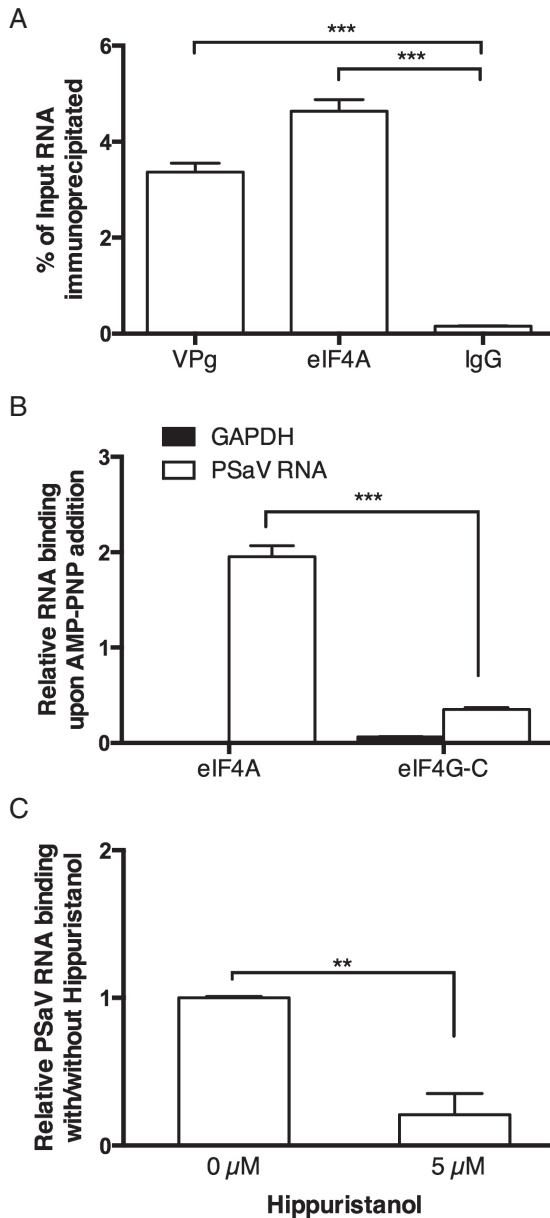 A
***
***
6
4
2
0
% of Input RNA
immunoprecipitated
VPg eIF4A IgG
B
GAPDH
PSaV RNA
***
3
2
1
0
Relative RNA binding
upon AMP-PNP addition
eIF4A eIF4G-C
C
**
2
1
0
Relative PSaV RNA binding
with/without Hippuristanol
0 µM 5 µM
Hippuristanol